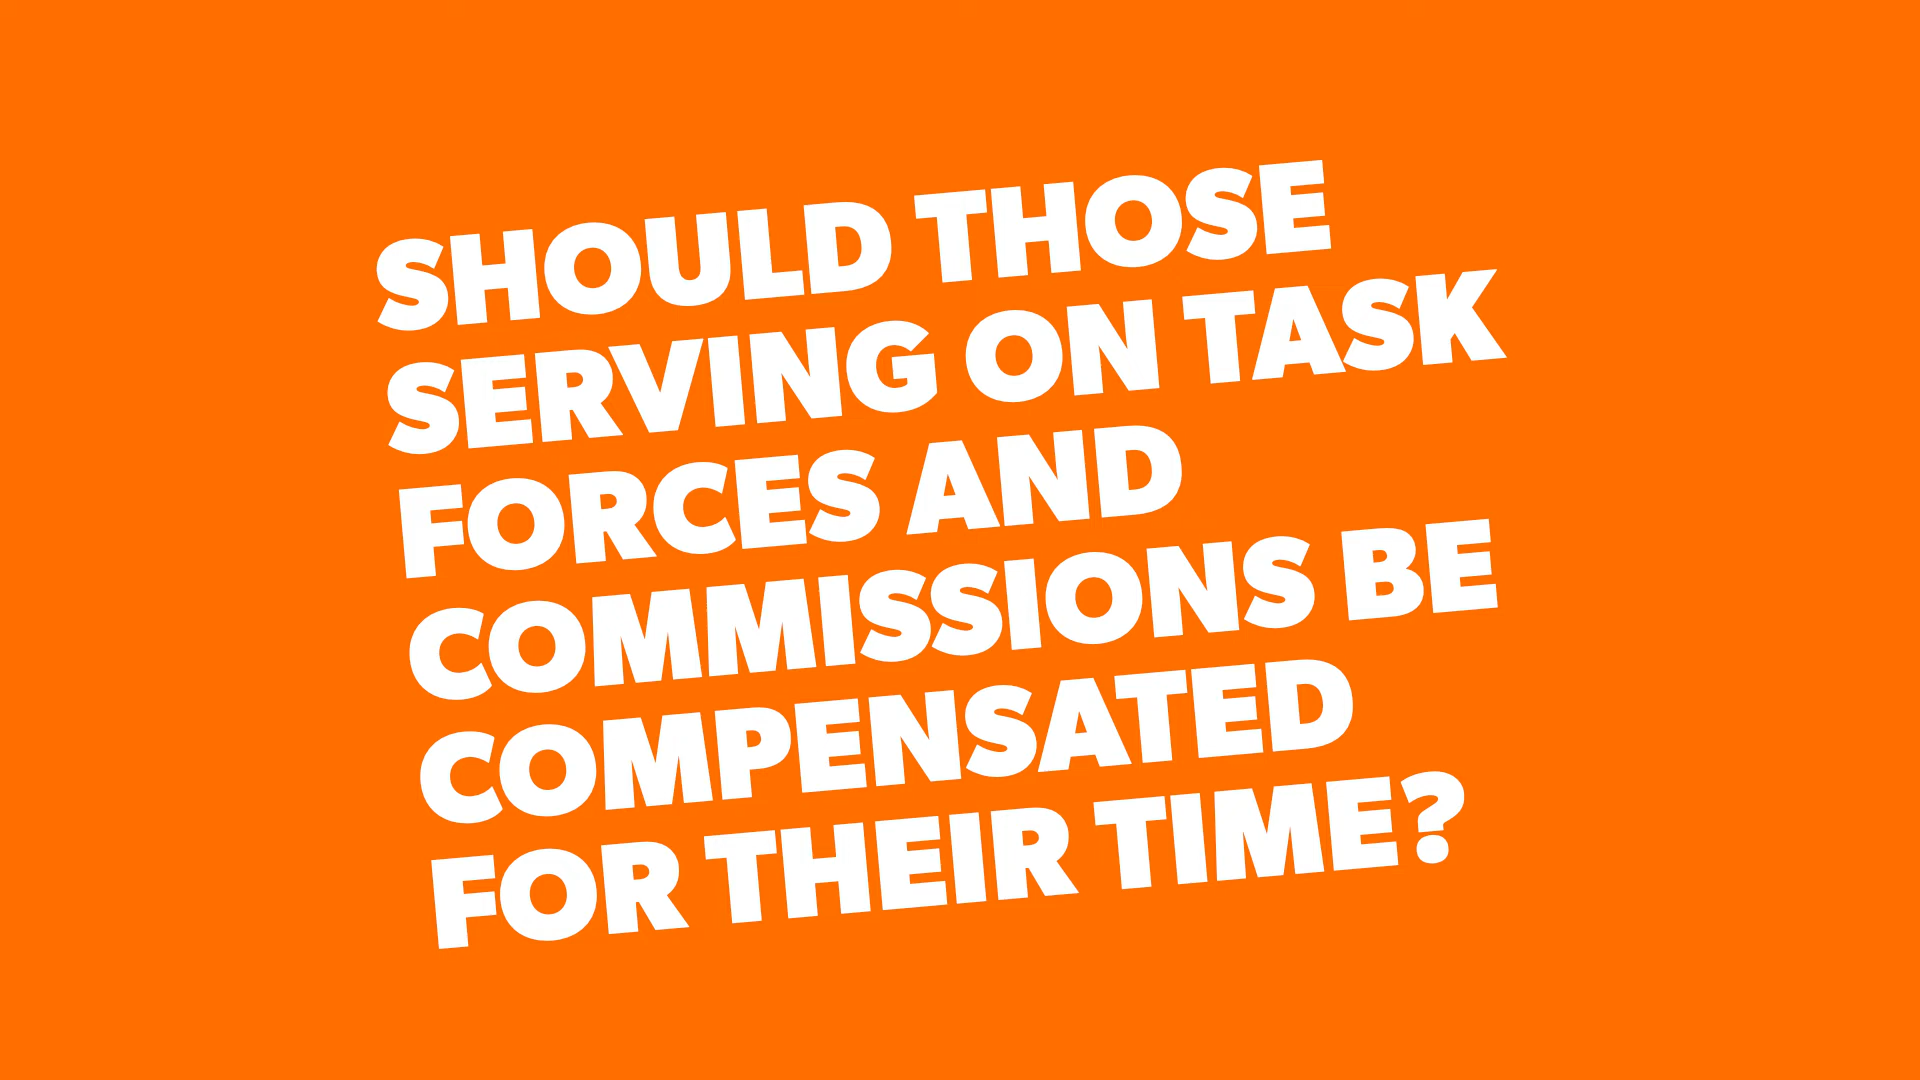 SHOULD THOSE
SERVING ON TASK
FORCES AND
COMMISSIONS BE
COMPENSATED
FOR THEIR TIME?